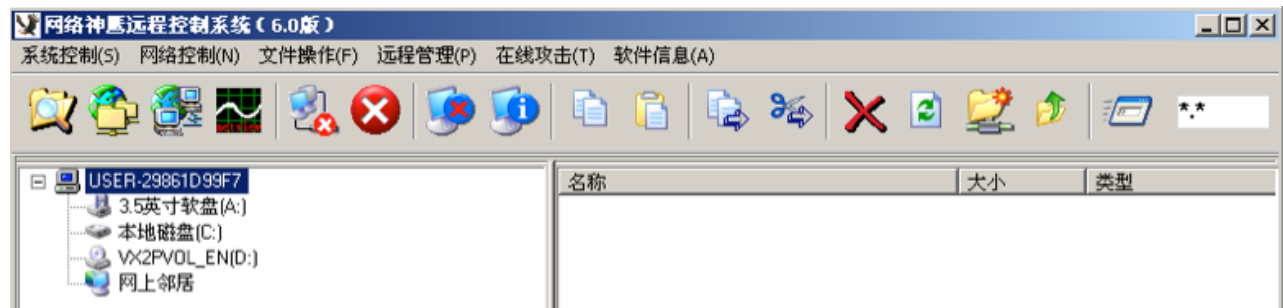 网络神鹰远程控制系统（6.0版）
系统控制(S) 网络控制(N) 文件操作(F) 远程管理(P) 在线攻击(T) 软件信息(A)
*.*
USER-29861D99F7
3.5英寸软盘(A:)
本地磁盘(C:)
VX2PVOL_EN(D:)
网上邻居
名称 大小 类型